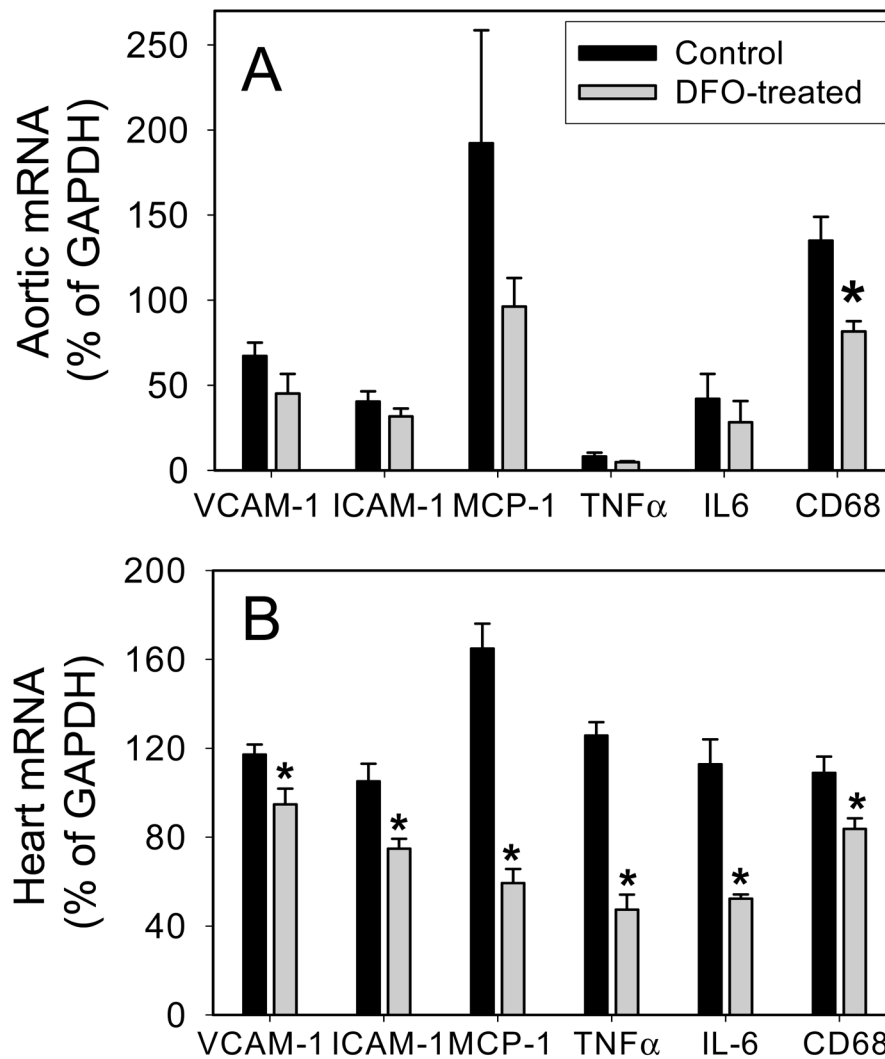 A
Control
DFO-treated
Aortic mRNA
(% of GAPDH)
250
200
150
100
50
0
*
VCAM-1 ICAM-1 MCP-1 TNFα IL6 CD68
B
Heart mRNA
(% of GAPDH)
200
160
120
80
40
0
* * * * * *
VCAM-1 ICAM-1 MCP-1 TNFα IL-6 CD68